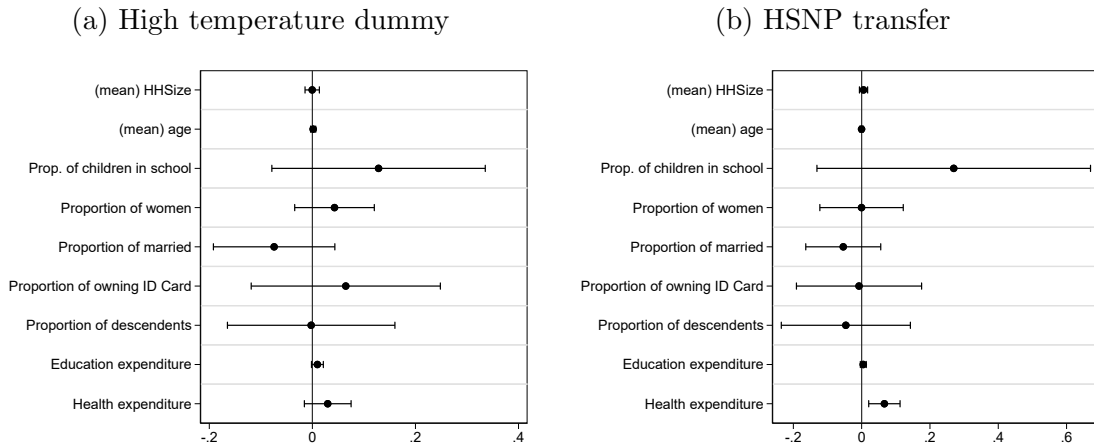 (a) High temperature dummy
(mean) HHSize
(mean) age
Prop. of children in school
Proportion of women
Proportion of married
Proportion of owning ID Card
Proportion of descendents
Education expenditure
Health expenditure
-.2 0 .2 .4
(b) HSNP transfer
(mean) HHSize
(mean) age
Prop. of children in school
Proportion of women
Proportion of married
Proportion of owning ID Card
Proportion of descendents
Education expenditure
Health expenditure
-.2 0 .2 .4 .6